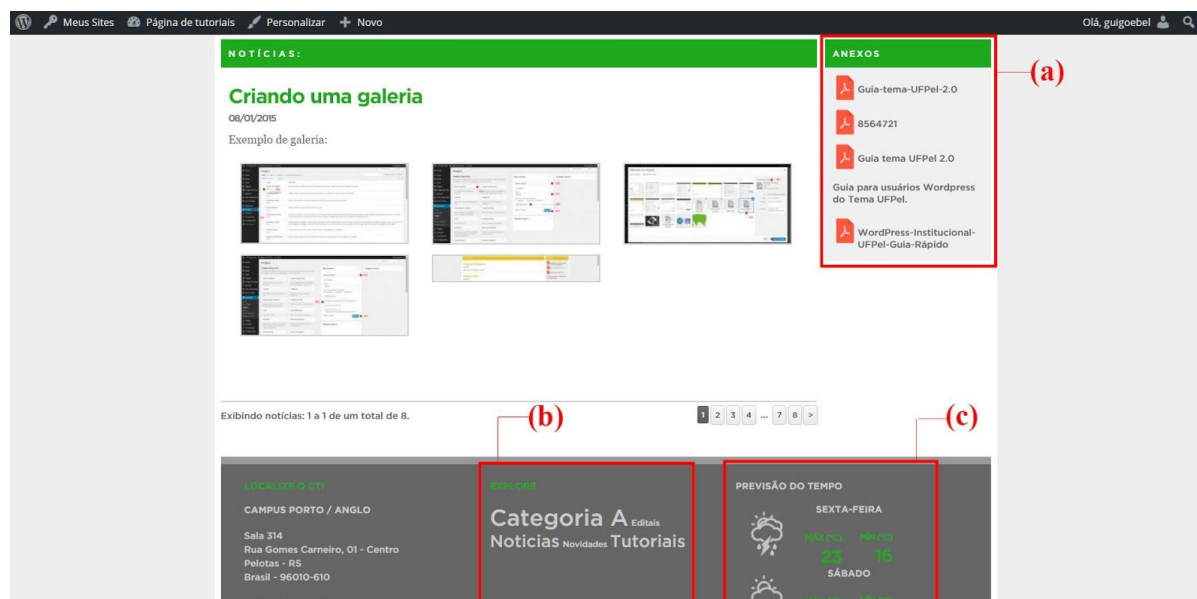 Meus Sites Página de tutoriais Personalizar + Novo Olá, guigoebel
NOTÍCIAS:
Criando uma galeria
08/01/2015
Exemplo de galeria:
Exibindo notícias: 1 a 1 de um total de 8.
1 2 3 4 ... 7 8 >
ANEXOS
(a)
Guia-tema-UFPel-2.0
8564721
Guia tema UFPel 2.0
Guia para usuários Wordpress
do Tema UFPel.
WordPress-Institucional-
UFPel-Guia-Rápido
(b)
(c)
LOCALIZE O CTI
CAMPUS PORTO / ANGLO
Sala 314
Rua Gomes Carneiro, 01 - Centro
Pelotas - RS
Brasil - 96010-610
EXPLORE
Categoria A Editais
Noticias Novidades Tutoriais
PREVISÃO DO TEMPO
SEXTA-FEIRA
MÁX (ºC) MÍN (ºC)
23 16
SÁBADO